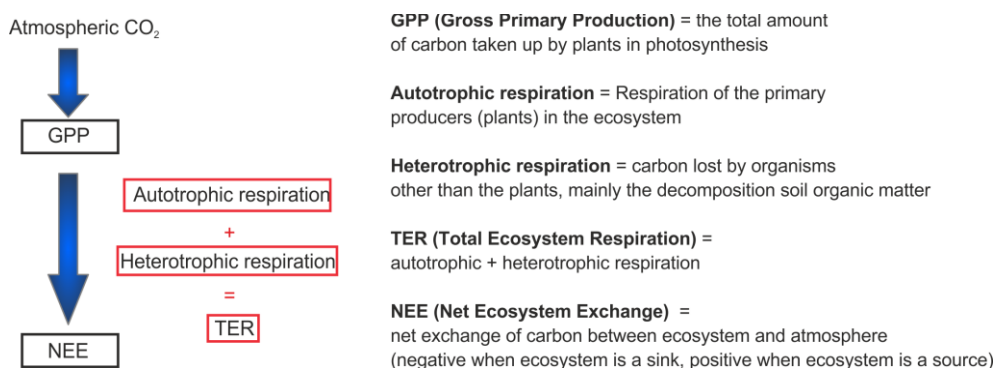 Atmospheric CO₂
GPP
Autotrophic respiration
+
Heterotrophic respiration
=
TER
NEE
GPP (Gross Primary Production) = the total amount
of carbon taken up by plants in photosynthesis
Autotrophic respiration = Respiration of the primary
producers (plants) in the ecosystem
Heterotrophic respiration = carbon lost by organisms
other than the plants, mainly the decomposition soil organic matter
TER (Total Ecosystem Respiration) =
autotrophic + heterotrophic respiration
NEE (Net Ecosystem Exchange) =
net exchange of carbon between ecosystem and atmosphere
(negative when ecosystem is a sink, positive when ecosystem is a source)